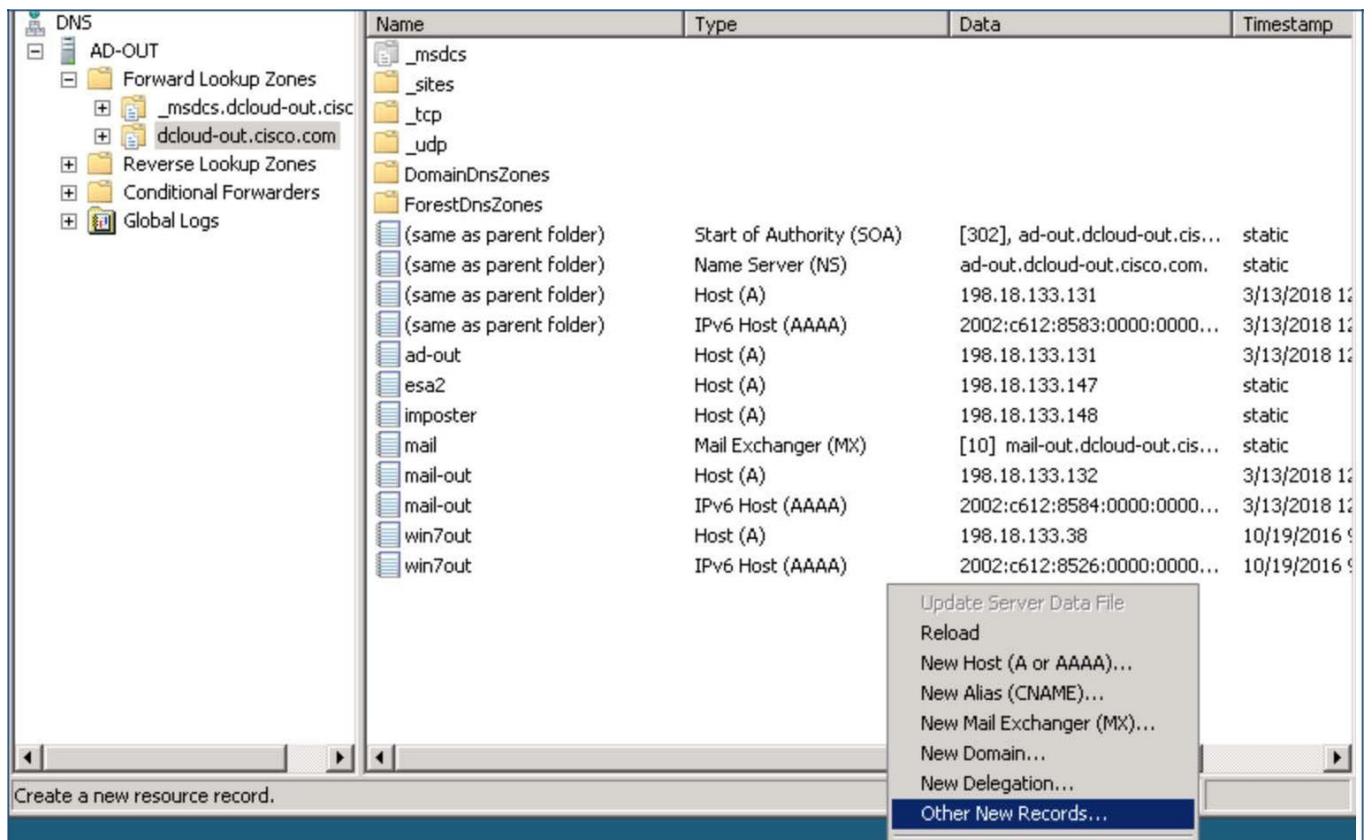 DNS
AD-OUT
Forward Lookup Zones
_msdcs.dcloud-out.cisc
dcloud-out.cisco.com
Reverse Lookup Zones
Conditional Forwarders
Global Logs
Name Type Data Timestamp
_msdcs
_sites
_tcp
_udp
DomainDnsZones
ForestDnsZones
(same as parent folder) Start of Authority (SOA) [302], ad-out.dcloud-out.cis... static
(same as parent folder) Name Server (NS) ad-out.dcloud-out.cisco.com. static
(same as parent folder) Host (A) 198.18.133.131 3/13/2018 12
(same as parent folder) IPv6 Host (AAAA) 2002:c612:8583:0000:0000... 3/13/2018 12
ad-out Host (A) 198.18.133.131 3/13/2018 12
esa2 Host (A) 198.18.133.147 static
imposter Host (A) 198.18.133.148 static
mail Mail Exchanger (MX) [10] mail-out.dcloud-out.cis... static
mail-out Host (A) 198.18.133.132 3/13/2018 12
mail-out IPv6 Host (AAAA) 2002:c612:8584:0000:0000... 3/13/2018 12
win7out Host (A) 198.18.133.38 10/19/2016 9
win7out IPv6 Host (AAAA) 2002:c612:8526:0000:0000... 10/19/2016 9
Update Server Data File
Reload
New Host (A or AAAA)...
New Alias (CNAME)...
New Mail Exchanger (MX)...
New Domain...
New Delegation...
Other New Records...
Create a new resource record.